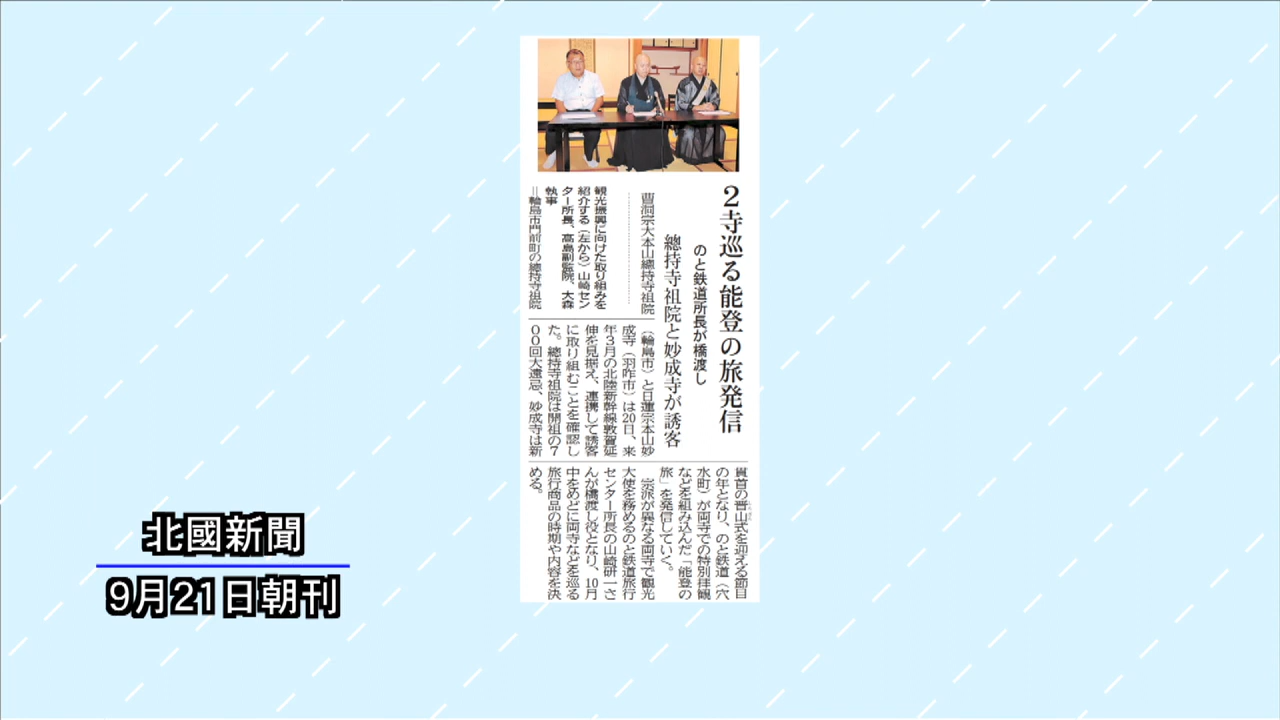 2寺巡る能登の旅発信
のと鉄道所長が橋渡し
總持寺祖院と妙成寺が誘客
曹洞宗大本山總持寺祖院
観光振興に向けた取り組みを
紹介する(左から)山崎セン
ター所長、高島副監院、大森
執事
＝輪島市門前町の總持寺祖院
(輪島市)と日蓮宗本山妙
成寺(羽咋市)は20日、来
年3月の北陸新幹線敦賀延
伸を見据え、連携して誘客
に取り組むことを確認し
た。總持寺祖院は開祖の7
00回大遠忌、妙成寺は新
貫首の晋山式を迎える節目
の年となり、のと鉄道(穴
水町)が両寺での特別拝観
などを組み込んだ「能登の
旅」を発信していく。
宗派が異なる両寺で観光
大使を務めるのと鉄道旅行
センター所長の山崎研一さ
んが橋渡し役となり、10月
中をめどに両寺などを巡る
旅行商品の時期や内容を決
める。
北國新聞
9月21日朝刊